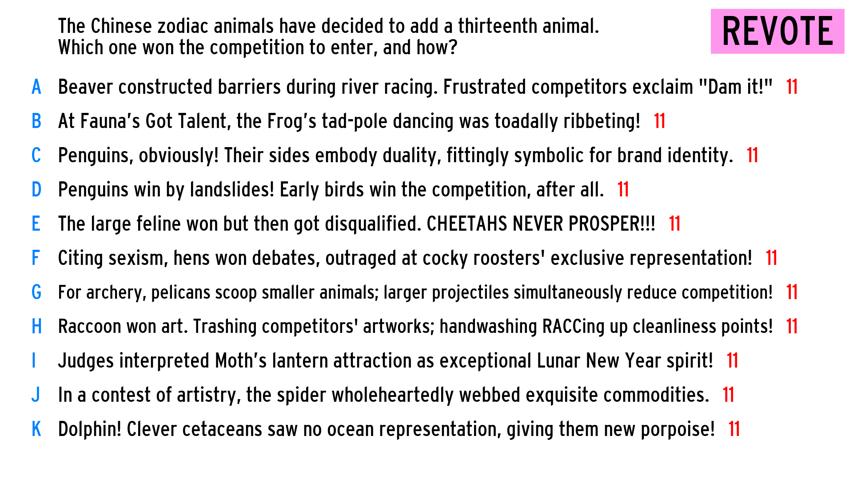 The Chinese zodiac animals have decided to add a thirteenth animal.
Which one won the competition to enter, and how?
REVOTE
A Beaver constructed barriers during river racing. Frustrated competitors exclaim "Dam it!" 11
B At Fauna's Got Talent, the Frog's tad-pole dancing was toadally ribbeting! 11
C Penguins, obviously! Their sides embody duality, fittingly symbolic for brand identity. 11
D Penguins win by landslides! Early birds win the competition, after all. 11
E The large feline won but then got disqualified. CHEETAHS NEVER PROSPER!!! 11
F Citing sexism, hens won debates, outraged at cocky roosters' exclusive representation! 11
G For archery, pelicans scoop smaller animals; larger projectiles simultaneously reduce competition! 11
H Raccoon won art. Trashing competitors' artworks; handwashing RACCing up cleanliness points! 11
I Judges interpreted Moth's lantern attraction as exceptional Lunar New Year spirit! 11
J In a contest of artistry, the spider wholeheartedly webbed exquisite commodities. 11
K Dolphin! Clever cetaceans saw no ocean representation, giving them new porpoise! 11